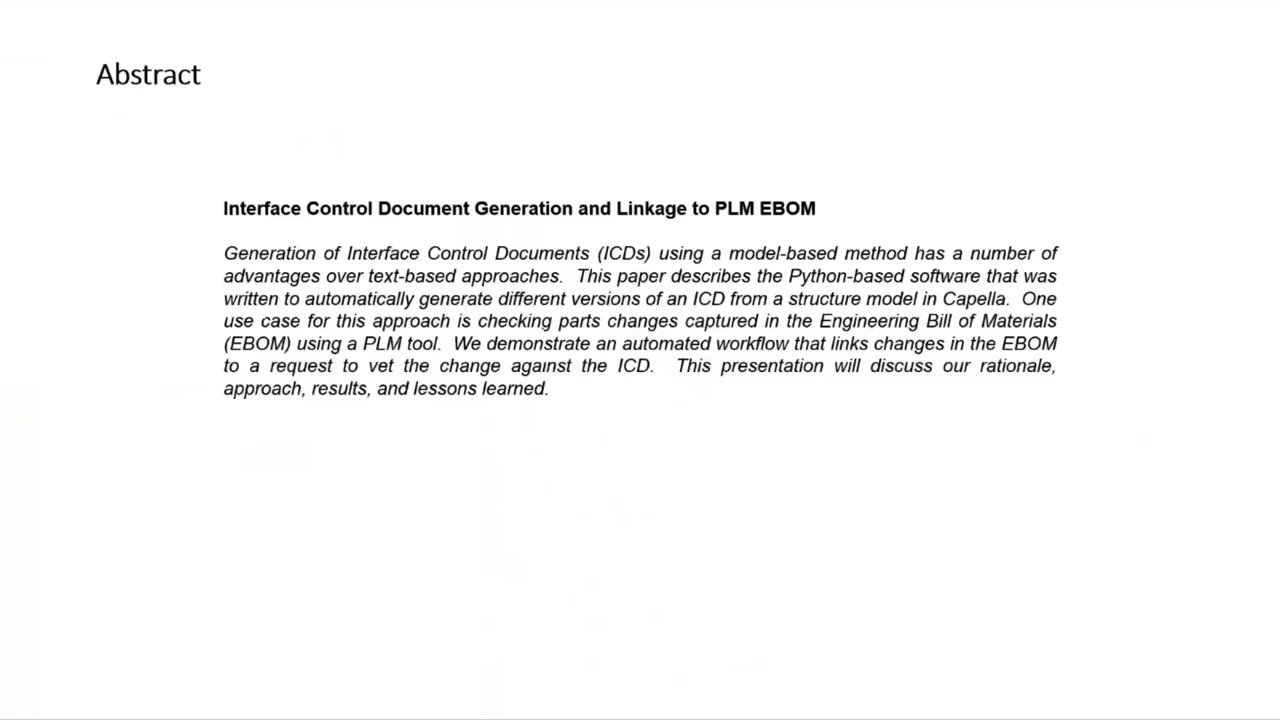 Abstract
Interface Control Document Generation and Linkage to PLM EBOM
Generation of Interface Control Documents (ICDs) using a model-based method has a number of
advantages over text-based approaches.  This paper describes the Python-based software that was
written to automatically generate different versions of an ICD from a structure model in Capella.  One
use case for this approach is checking parts changes captured in the Engineering Bill of Materials
(EBOM) using a PLM tool.  We demonstrate an automated workflow that links changes in the EBOM
to a request to vet the change against the ICD.  This presentation will discuss our rationale,
approach, results, and lessons learned.